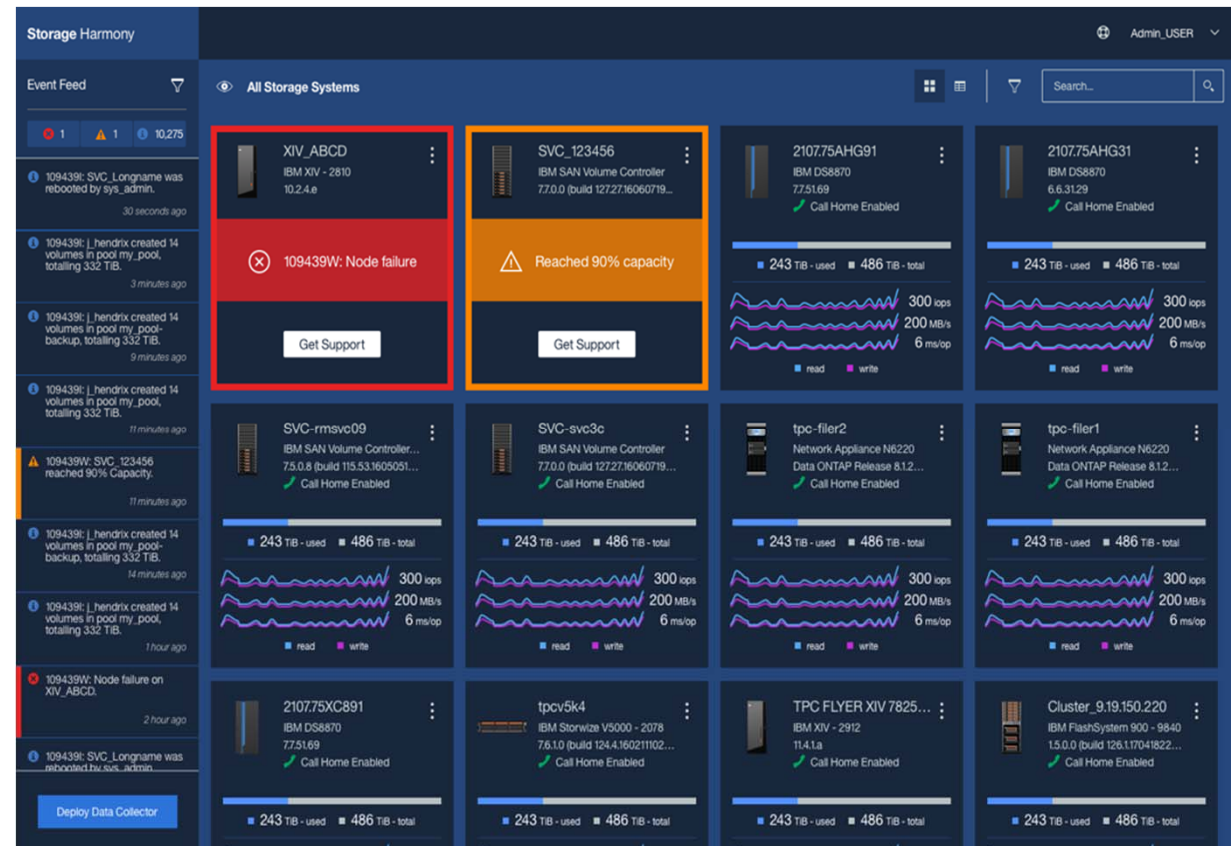 Storage Harmony
Admin_USER
Event Feed
1
1
10,275
109439I: SVC_Longname was
rebooted by sys_admin.
30 seconds ago
109439I: j_hendrix created 14
volumes in pool my_pool,
totalling 332 TiB.
3 minutes ago
109439I: j_hendrix created 14
volumes in pool my_pool-
backup, totalling 332 TiB.
9 minutes ago
109439I: j_hendrix created 14
volumes in pool my_pool,
totalling 332 TiB.
11 minutes ago
109439W: SVC_123456
reached 90% Capacity.
11 minutes ago
109439I: j_hendrix created 14
volumes in pool my_pool-
backup, totalling 332 TiB.
14 minutes ago
109439I: j_hendrix created 14
volumes in pool my_pool,
totalling 332 TiB.
1 hour ago
109439W: Node failure on
XIV_ABCD.
2 hour ago
109439I: SVC_Longname was
rebooted by sys_admin
Deploy Data Collector
All Storage Systems
Search...
XIV_ABCD
IBM XIV - 2810
10.2.4.e
109439W: Node failure
Get Support
SVC_123456
IBM SAN Volume Controller
7.7.0.0 (build 127.27.16060719...
Reached 90% capacity
Get Support
2107.75AHG91
IBM DS8870
7.7.51.69
Call Home Enabled
243 TiB - used 486 TiB - total
300 iops
200 MB/s
6 ms/op
read write
2107.75AHG31
IBM DS8870
6.6.31.29
Call Home Enabled
243 TiB - used 486 TiB - total
300 iops
200 MB/s
6 ms/op
read write
SVC-rmsvc09
IBM SAN Volume Controller...
7.5.0.8 (build 115.53.1605051...
Call Home Enabled
243 TiB - used 486 TiB - total
300 iops
200 MB/s
6 ms/op
read write
SVC-svc3c
IBM SAN Volume Controller
7.7.0.0 (build 127.27.16060719...
Call Home Enabled
243 TiB - used 486 TiB - total
300 iops
200 MB/s
6 ms/op
read write
tpc-filer2
Network Appliance N6220
Data ONTAP Release 8.1.2...
Call Home Enabled
243 TiB - used 486 TiB - total
300 iops
200 MB/s
6 ms/op
read write
tpc-filer1
Network Appliance N6220
Data ONTAP Release 8.1.2...
Call Home Enabled
243 TiB - used 486 TiB - total
300 iops
200 MB/s
6 ms/op
read write
2107.75XC891
IBM DS8870
7.7.51.69
Call Home Enabled
243 TiB - used 486 TiB - total
tpcv5k4
IBM Storwize V5000 - 2078
7.6.1.0 (build 124.4.160211102...
Call Home Enabled
243 TiB - used 486 TiB - total
TPC FLYER XIV 7825...
IBM XIV - 2912
11.4.1.a
Call Home Enabled
243 TiB - used 486 TiB - total
Cluster_9.19.150.220
IBM FlashSystem 900 - 9840
1.5.0.0 (build 126.1.17041822...
Call Home Enabled
243 TiB - used 486 TiB - total